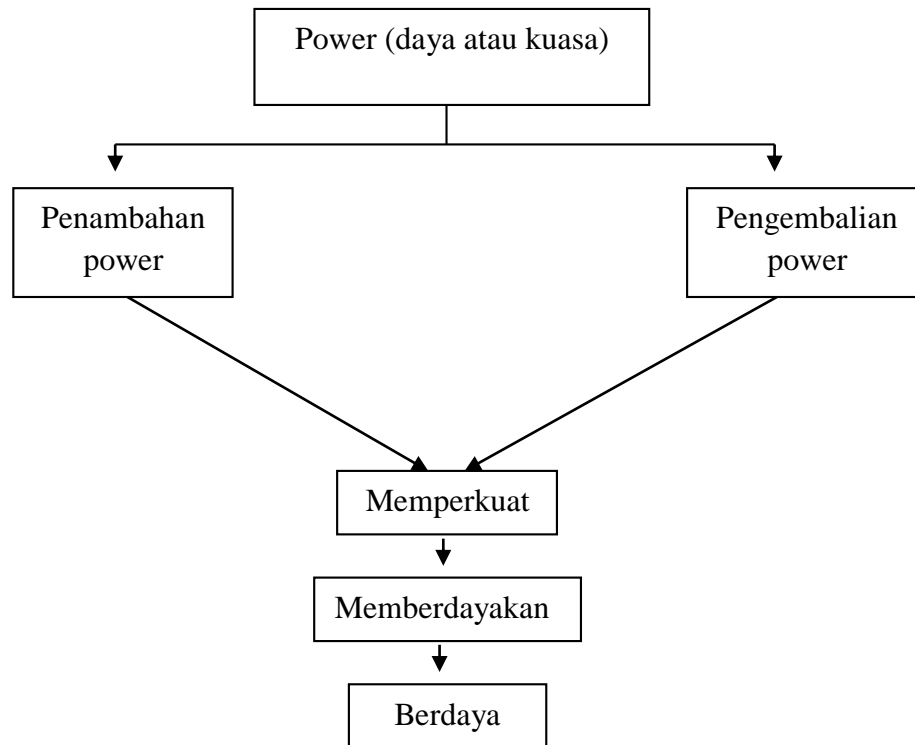 Power (daya atau kuasa)
Penambahan
power
Pengembalian
power
Memperkuat
Memberdayakan
Berdaya